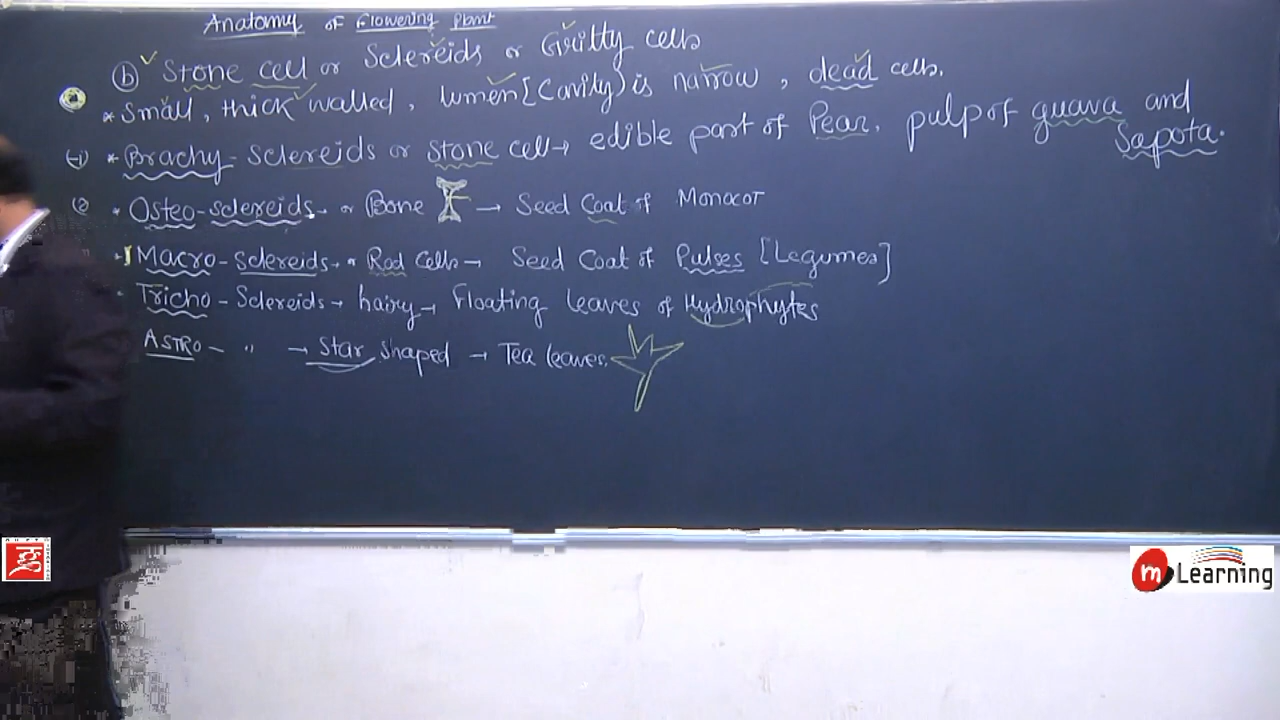 Anatomy of Flowering Plant
(b) Stone cell or Sclereids or Gritty cells
* Small, thick walled, lumen [Cavity) is narrow, dead cells.
(i) * Brachy-Sclereids or Stone cell → edible part of Pear, pulp of guava and Sapota.
* Osteo-sclereids → or Bone → Seed Coat of Monocot
* Macro-Sclereids → or Rod Cells → Seed Coat of Pulses [Legumes]
* Tricho-Sclereids → hairy → Floating leaves of Hydrophytes
ASTRO - " → Star Shaped → Tea leaves.
m Learning